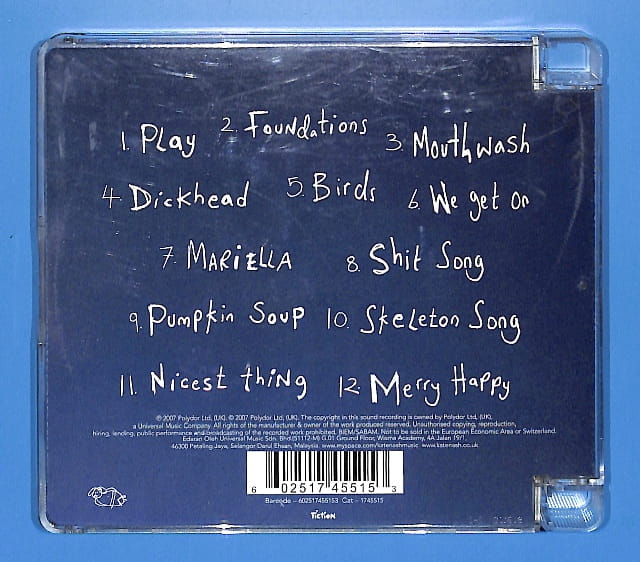 1. Play 2. Foundations 3. Mouthwash
4. Dickhead 5. Birds 6. We get on
7. MARiELLA 8. Shit Song
9. Pumpkin Soup 10. Skeleton Song
11. Nicest thing 12. Merry Happy
℗ 2007 Polydor Ltd. (UK). © 2007 Polydor Ltd. (UK). The copyright in this sound recording is owned by Polydor Ltd. (UK),
a Universal Music Company. All rights of the manufacturer & owner of the work produced reserved. Unauthorised copying, reproduction,
hiring, lending, public performance and broadcasting of the recorded work prohibited. BIEM/SABAM. Not to be sold in the European Economic Area or Switzerland.
Edaran Oleh Universal Music Sdn. Bhd.(51112-M) G.01 Ground Floor, Wisma Academy, 4A Jalan 19/1,
46300 Petaling Jaya, Selangor Darul Ehsan, Malaysia. www.myspace.com/katenashmusic www.katenash.co.uk.
6 02517 45515 3
Barcode - 602517455153 Cat - 1745515
Fiction